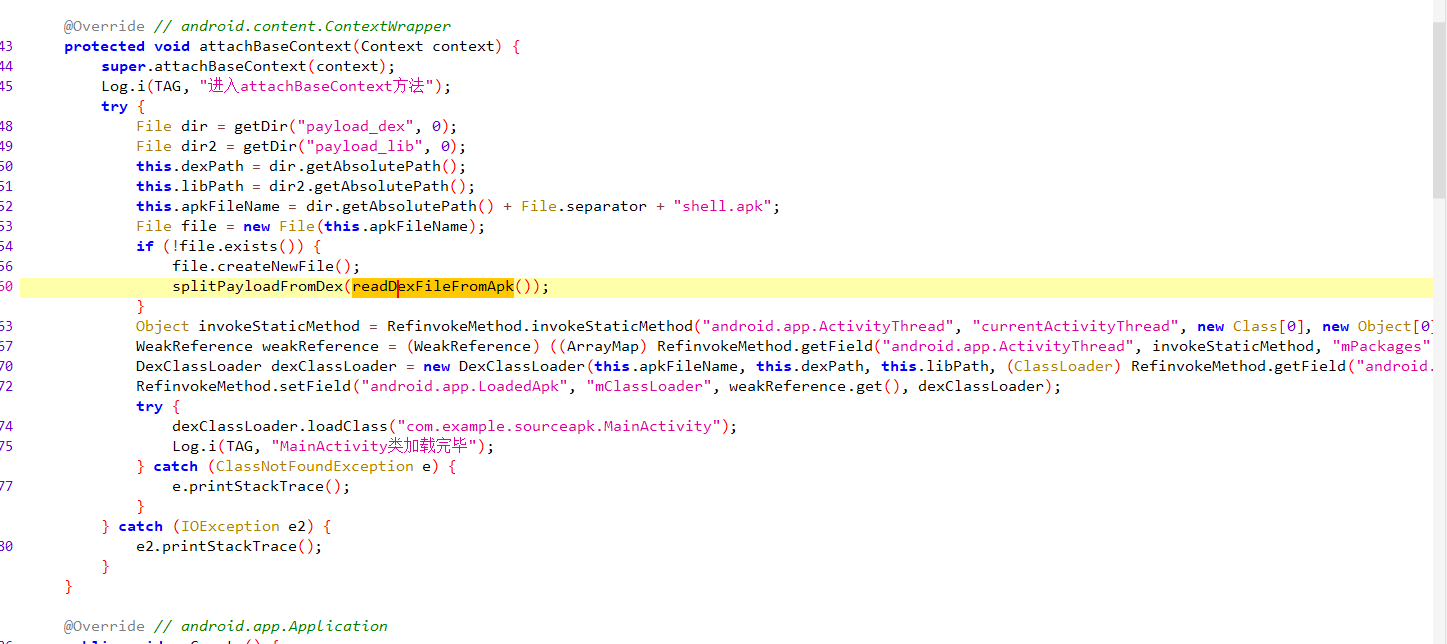 @Override // android.content.ContextWrapper
43 protected void attachBaseContext(Context context) {
44 super.attachBaseContext(context);
45 Log.i(TAG, "进入attachBaseContext方法");
try {
48 File dir = getDir("payload_dex", 0);
49 File dir2 = getDir("payload_lib", 0);
50 this.dexPath = dir.getAbsolutePath();
51 this.libPath = dir2.getAbsolutePath();
52 this.apkFileName = dir.getAbsolutePath() + File.separator + "shell.apk";
53 File file = new File(this.apkFileName);
54 if (!file.exists()) {
56 file.createNewFile();
60 splitPayloadFromDex(readDexFileFromApk());
}
63 Object invokeStaticMethod = RefinvokeMethod.invokeStaticMethod("android.app.ActivityThread", "currentActivityThread", new Class[0], new Object[0]
67 WeakReference weakReference = (WeakReference) ((ArrayMap) RefinvokeMethod.getField("android.app.ActivityThread", invokeStaticMethod, "mPackages"
70 DexClassLoader dexClassLoader = new DexClassLoader(this.apkFileName, this.dexPath, this.libPath, (ClassLoader) RefinvokeMethod.getField("android.
72 RefinvokeMethod.setField("android.app.LoadedApk", "mClassLoader", weakReference.get(), dexClassLoader);
try {
74 dexClassLoader.loadClass("com.example.sourceapk.MainActivity");
75 Log.i(TAG, "MainActivity类加载完毕");
} catch (ClassNotFoundException e) {
77 e.printStackTrace();
}
} catch (IOException e2) {
80 e2.printStackTrace();
}
}
@Override // android.app.Application